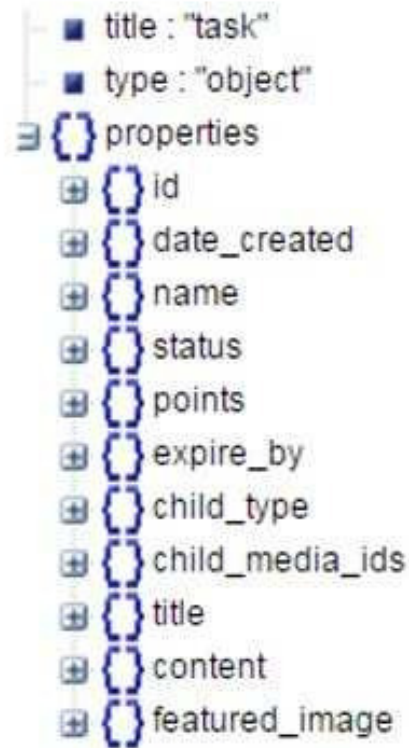 title : "task"
type : "object"
properties
id
date_created
name
status
points
expire_by
child_type
child_media_ids
title
content
featured_image